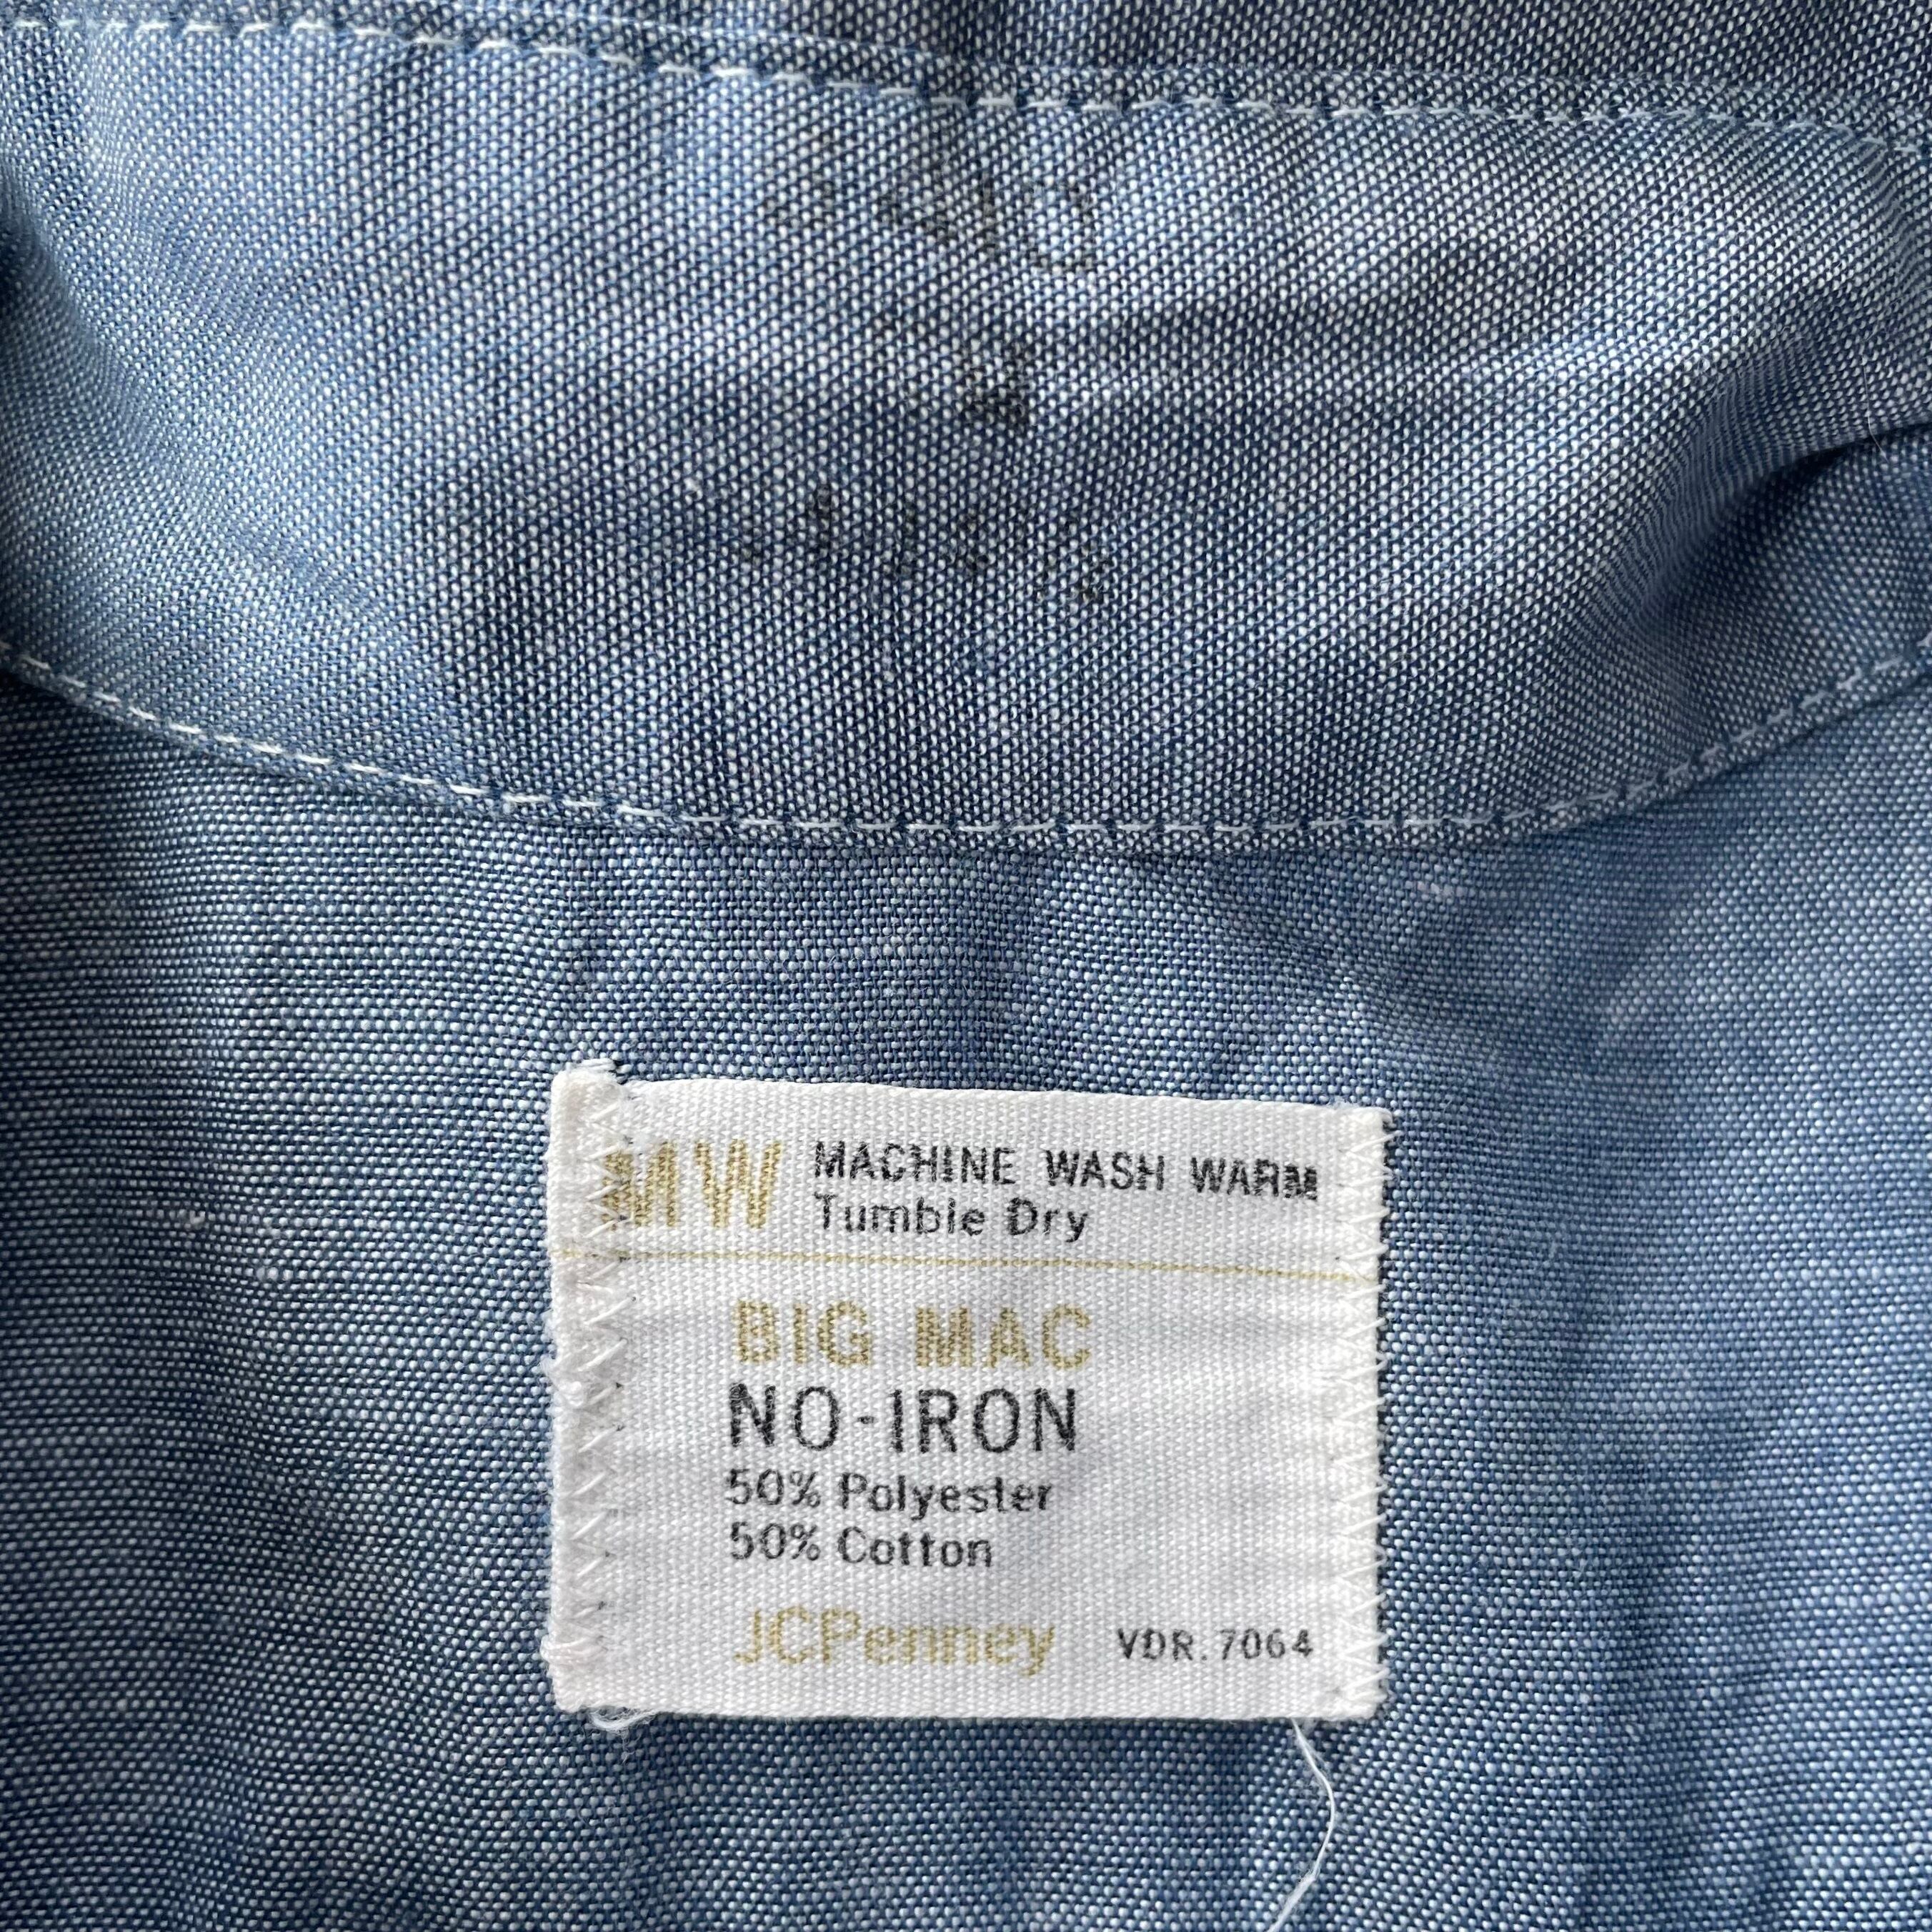 MW MACHINE WASH WARM
Tumble Dry
BIG MAC
NO-IRON
50% Polyester
50% Cotton
JCPenney VDR. 7064